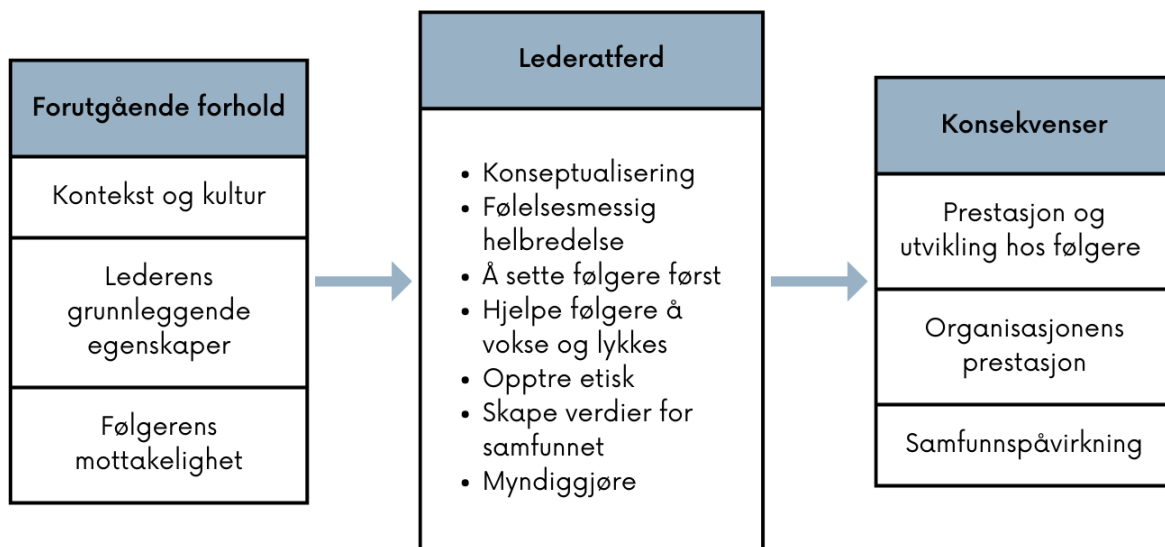 Forutgående forhold
Kontekst og kultur
Lederens
grunnleggende
egenskaper
Følgerens
mottakelighet
Lederatferd
• Konseptualisering
• Følelsesmessig
helbredelse
• Å sette følgere først
• Hjelpe følgere å
vokse og lykkes
• Opptre etisk
• Skape verdier for
samfunnet
• Myndiggjøre
Konsekvenser
Prestasjon og
utvikling hos følgere
Organisasjonens
prestasjon
Samfunnspåvirkning